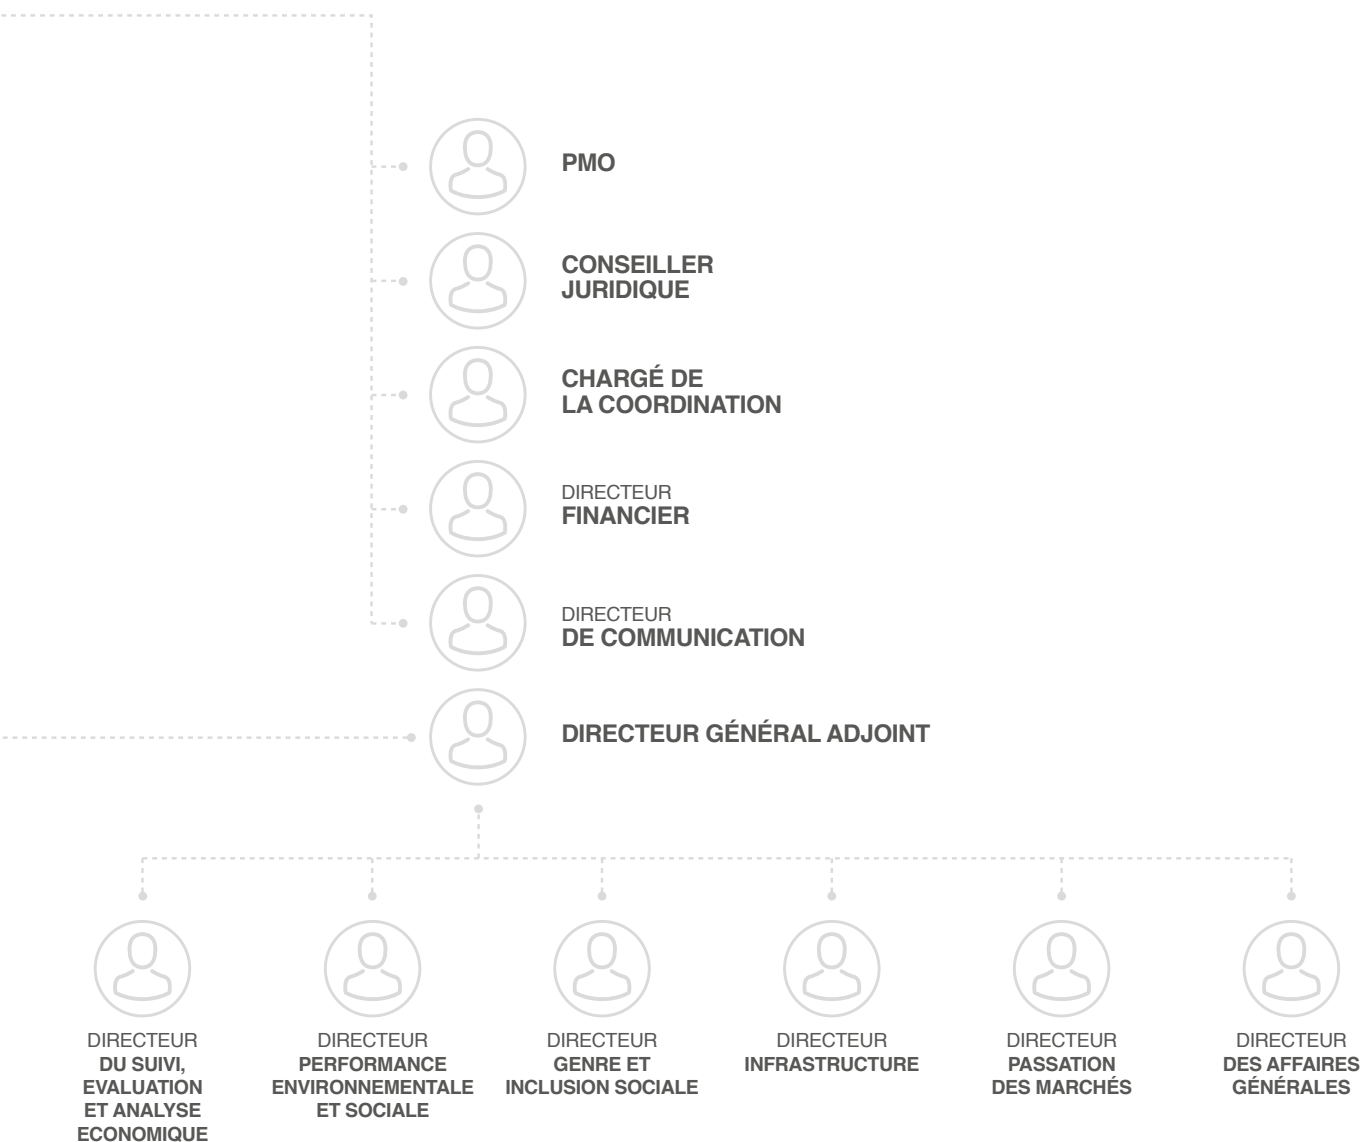 PMO
CONSEILLER
JURIDIQUE
CHARGÉ DE
LA COORDINATION
DIRECTEUR
FINANCIER
DIRECTEUR
DE COMMUNICATION
DIRECTEUR GÉNÉRAL ADJOINT
DIRECTEUR
DU SUIVI,
EVALUATION
ET ANALYSE
ECONOMIQUE
DIRECTEUR
PERFORMANCE
ENVIRONNEMENTALE
ET SOCIALE
DIRECTEUR
GENRE ET
INCLUSION SOCIALE
DIRECTEUR
INFRASTRUCTURE
DIRECTEUR
PASSATION
DES MARCHÉS
DIRECTEUR
DES AFFAIRES
GÉNÉRALES